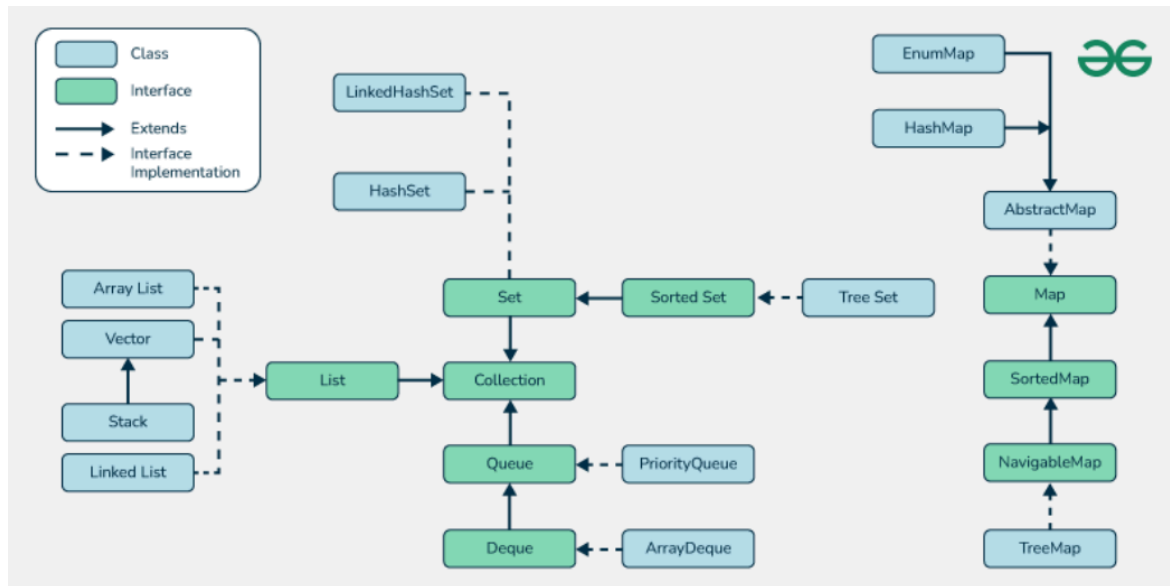 Class
Interface
Extends
Interface
Implementation
LinkedHashSet
HashSet
EnumMap
HashMap
AbstractMap
Array List
Vector
Stack
Linked List
List
Set
Sorted Set
Tree Set
Collection
Queue
PriorityQueue
Deque
ArrayDeque
Map
SortedMap
NavigableMap
TreeMap